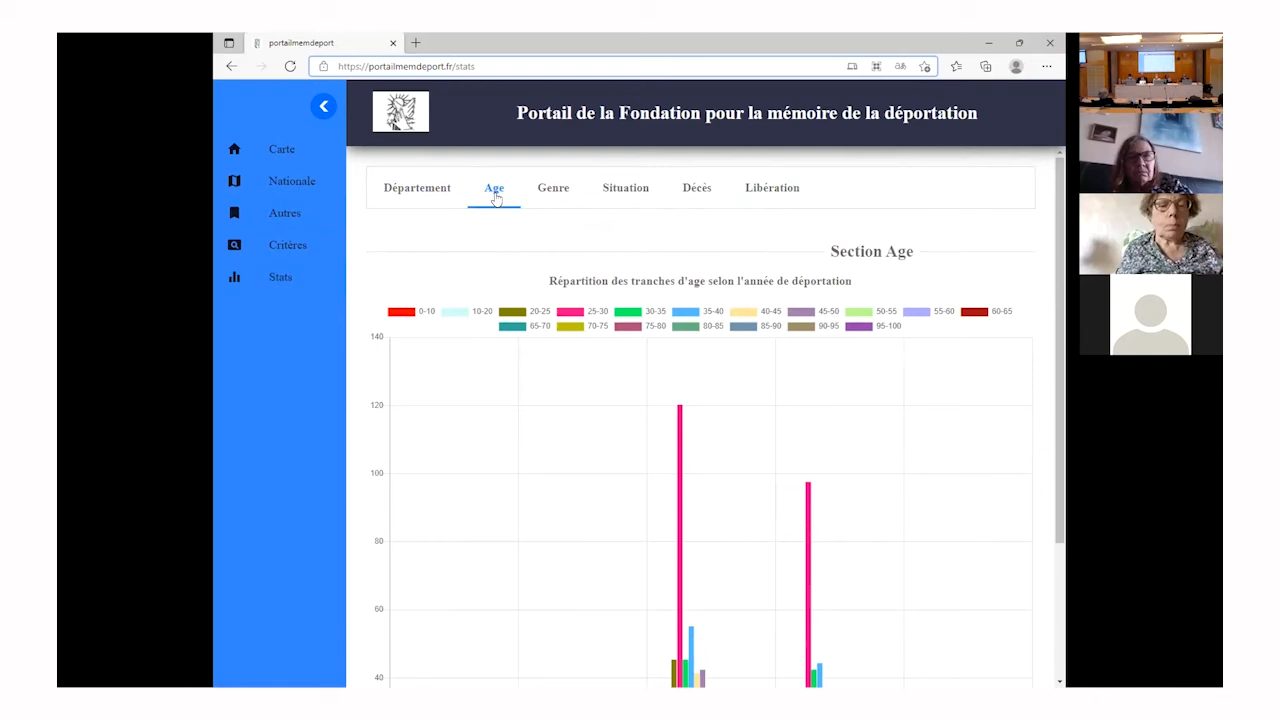 portailmemdeport
https://portailmemdeport.fr/stats
Portail de la Fondation pour la mémoire de la déportation
Carte
Nationale
Autres
Critères
Stats
Département Age Genre Situation Décès Libération
Section Age
Répartition des tranches d'age selon l'année de déportation
0-10 10-20 20-25 25-30 30-35 35-40 40-45 45-50 50-55 55-60 60-65
65-70 70-75 75-80 80-85 85-90 90-95 95-100
140
120
100
80
60
40